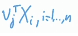 v_j^T X_i, i=1...n